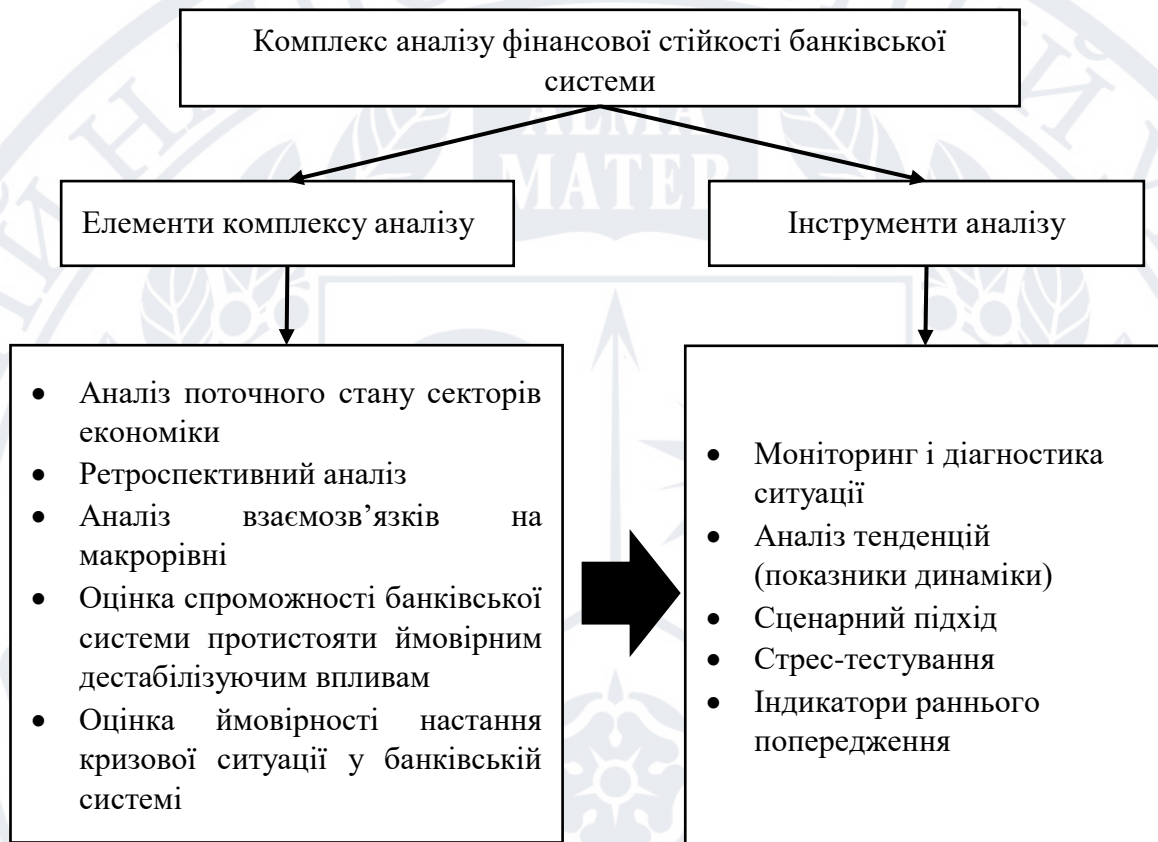 Комплекс аналізу фінансової стійкості банківської
системи
ALMA
MATER
Елементи комплексу аналізу
Інструменти аналізу
• Аналіз поточного стану секторів
економіки
• Ретроспективний аналіз
• Аналіз взаємозв’язків на
макрорівні
• Оцінка спроможності банківської
системи протистояти ймовірним
дестабілізуючим впливам
• Оцінка ймовірності настання
кризової ситуації у банківській
системі
• Моніторинг і діагностика
ситуації
• Аналіз тенденцій
(показники динаміки)
• Сценарний підхід
• Стрес-тестування
• Індикатори раннього
попередження